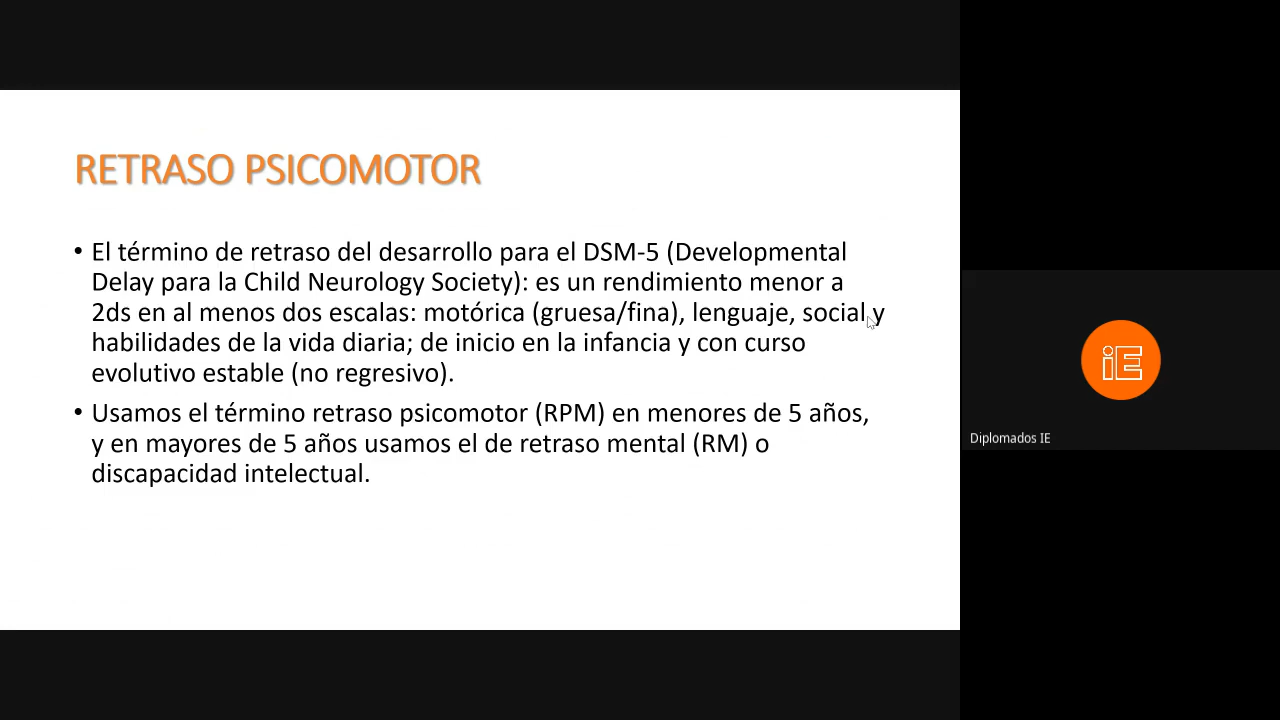 RETRASO PSICOMOTOR
• El término de retraso del desarrollo para el DSM-5 (Developmental
Delay para la Child Neurology Society): es un rendimiento menor a
2ds en al menos dos escalas: motórica (gruesa/fina), lenguaje, social y
habilidades de la vida diaria; de inicio en la infancia y con curso
evolutivo estable (no regresivo).
• Usamos el término retraso psicomotor (RPM) en menores de 5 años,
y en mayores de 5 años usamos el de retraso mental (RM) o
discapacidad intelectual.
iE
Diplomados IE